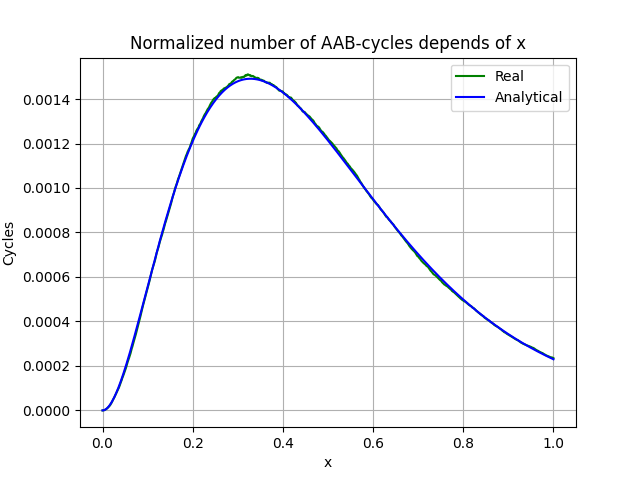 Normalized number of AAB-cycles depends of x
Real
Analytical
Cycles
0.0014
0.0012
0.0010
0.0008
0.0006
0.0004
0.0002
0.0000
0.0 0.2 0.4 0.6 0.8 1.0
x